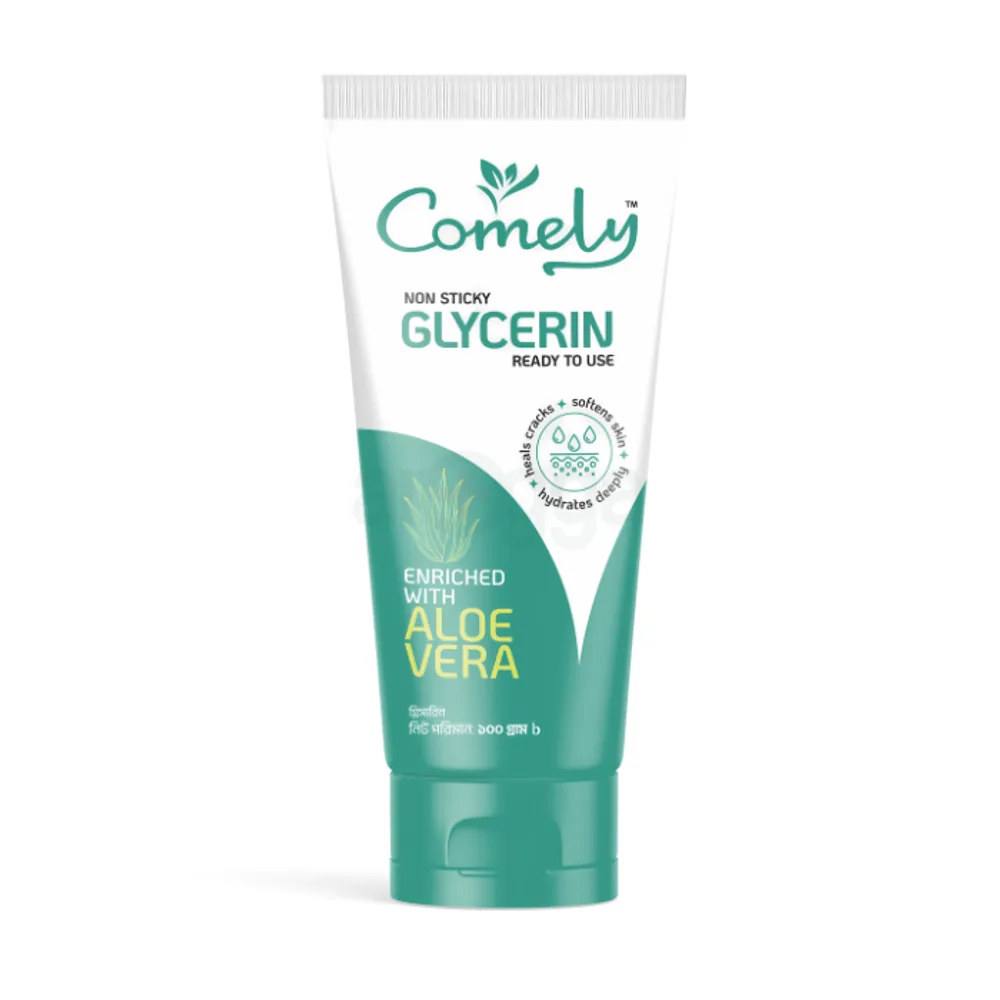 Comely™
NON STICKY
GLYCERIN
READY TO USE
heals cracks ✦ softens skin ✦ hydrates deeply ✦
ENRICHED
WITH
ALOE
VERA
গ্লিসারিন
নিট পরিমান: ১০০ গ্রাম b